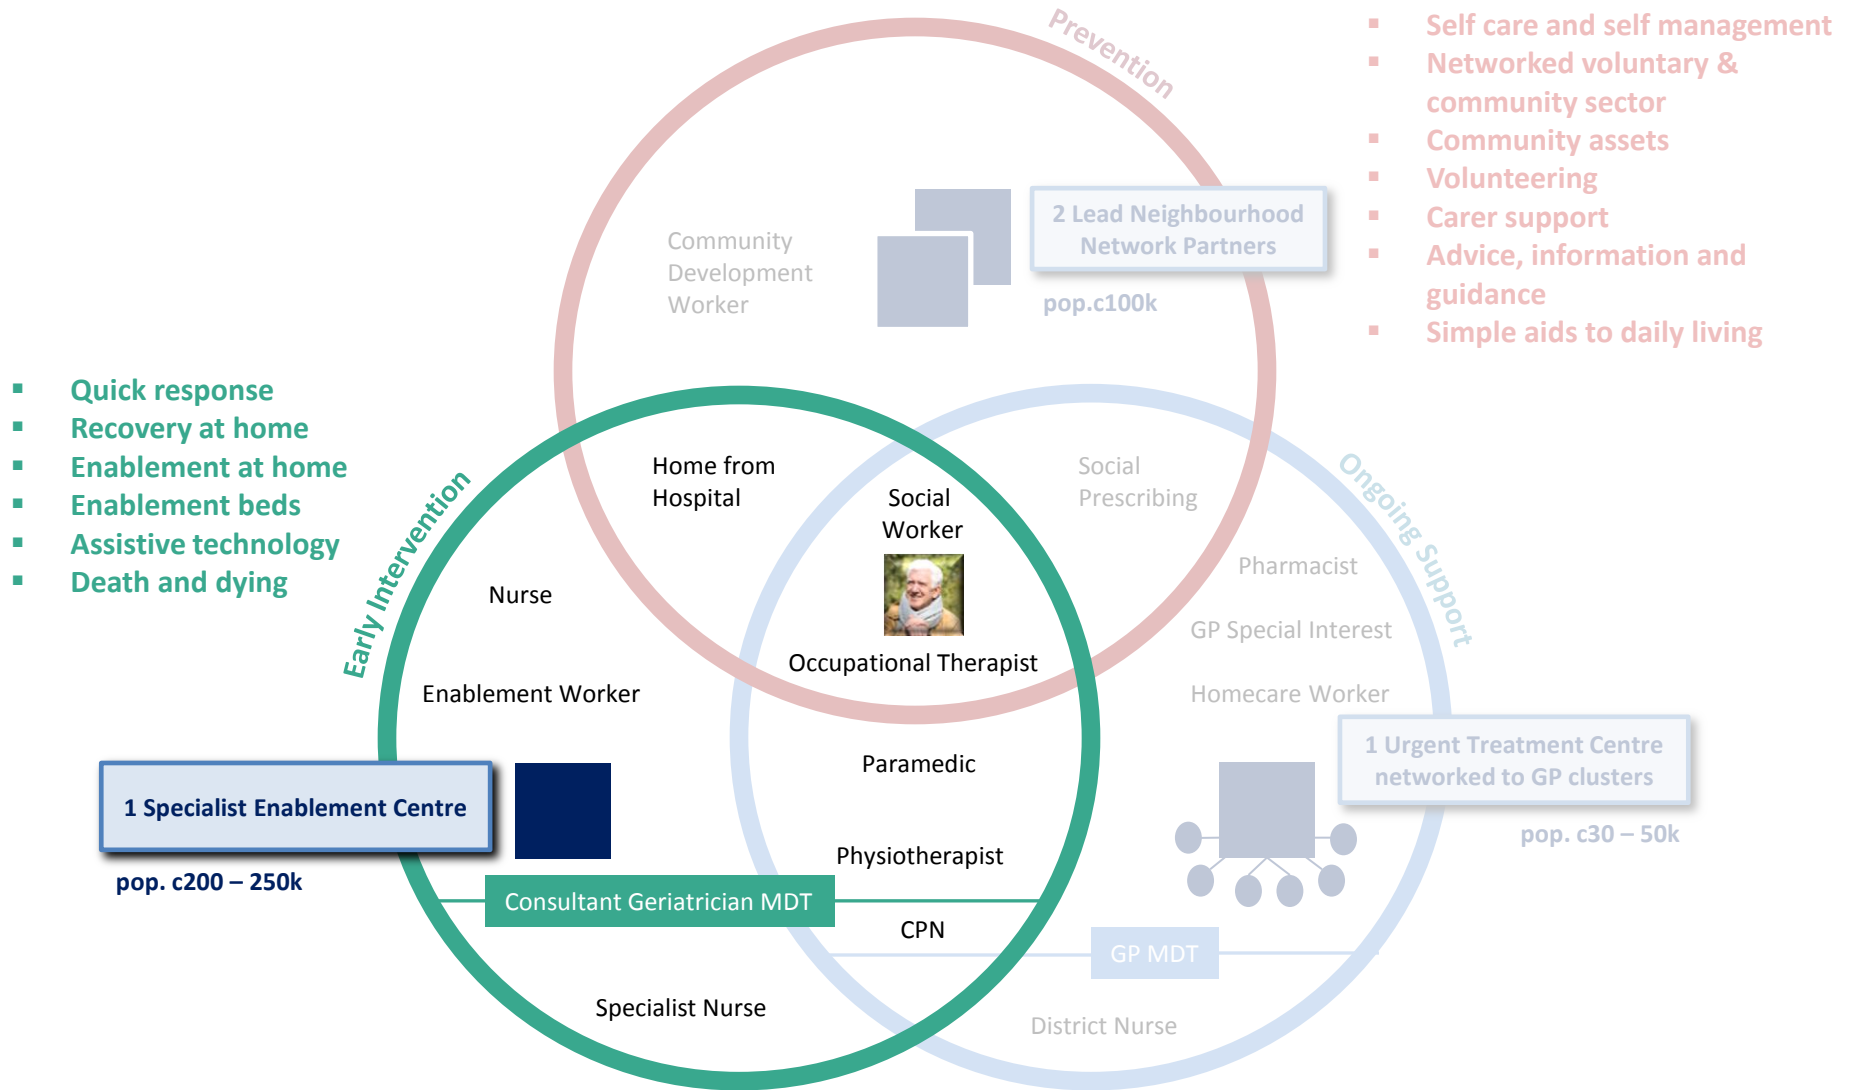 Prevention
▪ Self care and self management
▪ Networked voluntary &
community sector
▪ Community assets
▪ Volunteering
▪ Carer support
▪ Advice, information and
guidance
▪ Simple aids to daily living
Community
Development
Worker
2 Lead Neighbourhood
Network Partners
pop.c100k
▪ Quick response
▪ Recovery at home
▪ Enablement at home
▪ Enablement beds
▪ Assistive technology
▪ Death and dying
Early Intervention
Home from
Hospital
Social
Worker
Social
Prescribing
Ongoing Support
Nurse
Pharmacist
GP Special Interest
Occupational Therapist
Enablement Worker
Homecare Worker
1 Specialist Enablement Centre
pop. c200 – 250k
Paramedic
1 Urgent Treatment Centre
networked to GP clusters
pop. c30 – 50k
Physiotherapist
Consultant Geriatrician MDT
CPN
GP MDT
Specialist Nurse
District Nurse